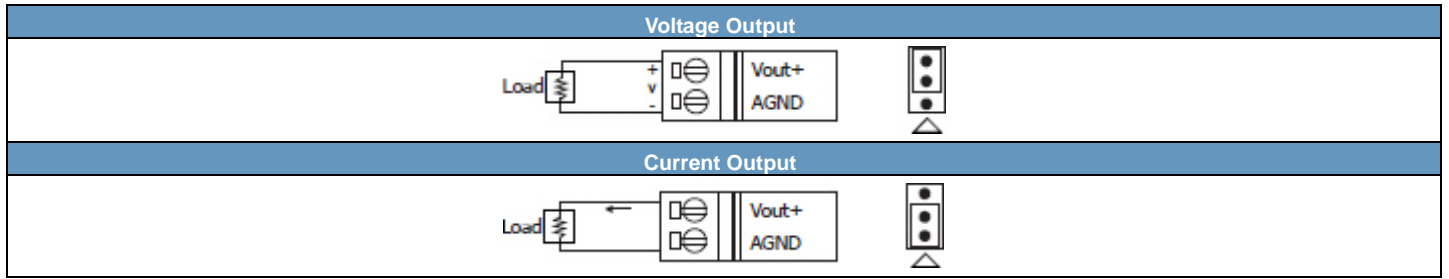 Voltage Output
Load + Vout+
v
- AGND
Current Output
Load Vout+
AGND